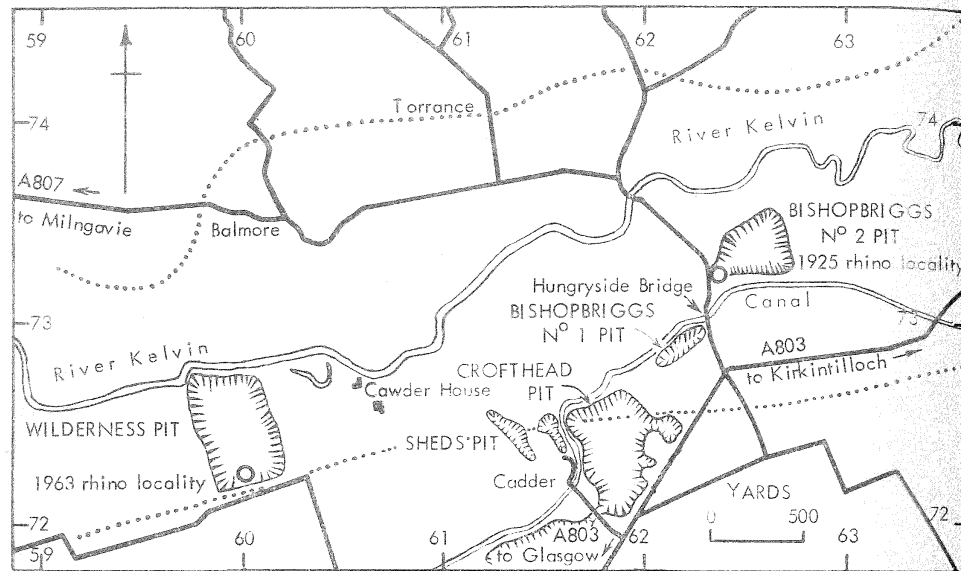 59 60 61 62 63
Torrance
74
River Kelvin
74
A807
to Milngavie
Balmore
BISHOPBRIGGS
Nº 2 PIT
1925 rhino locality
Hungryside Bridge
Canal
BISHOPBRIGGS
Nº 1 PIT
73
73
A803
to Kirkintilloch
River Kelvin
CROFTHEAD
PIT
Cawder House
WILDERNESS PIT
SHEDS' PIT
1963 rhino locality
Cadder
YARDS
0 500
72
72
A803
to Glasgow
59 60 61 62 63